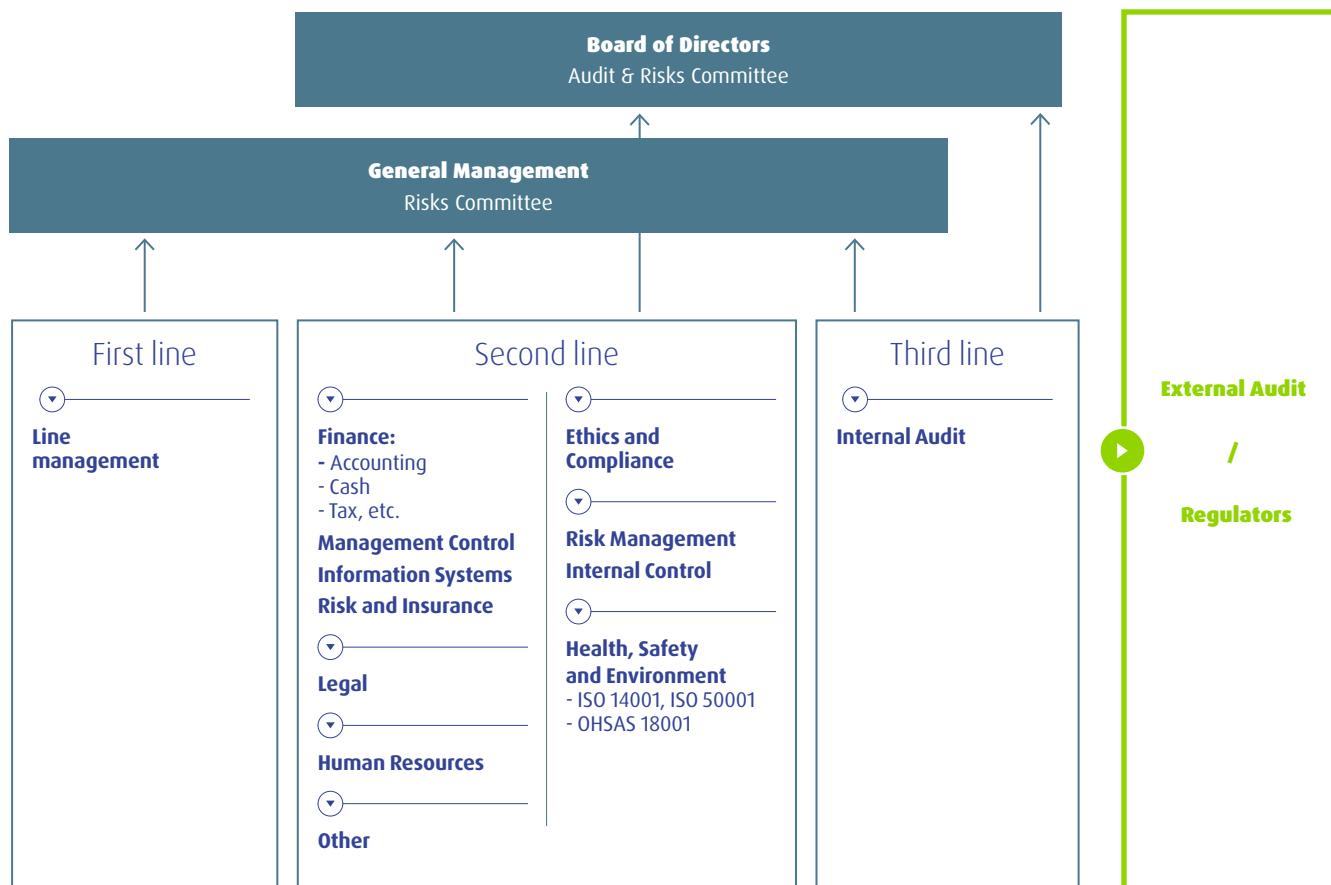 Board of Directors
Audit & Risks Committee
General Management
Risks Committee
First line
Line
management
Second line
Finance:
- Accounting
- Cash
- Tax, etc.
Management Control
Information Systems
Risk and Insurance
Legal
Human Resources
Other
Ethics and
Compliance
Risk Management
Internal Control
Health, Safety
and Environment
- ISO 14001, ISO 50001
- OHSAS 18001
Third line
Internal Audit
External Audit
/
Regulators